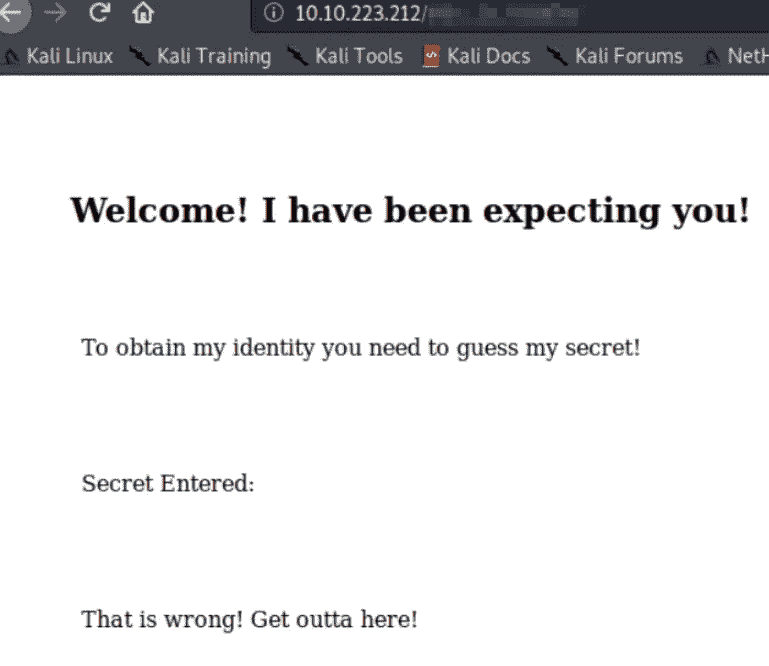 10.10.223.212/
Kali Linux Kali Training Kali Tools Kali Docs Kali Forums NetH
Welcome! I have been expecting you!
To obtain my identity you need to guess my secret!
Secret Entered:
That is wrong! Get outta here!